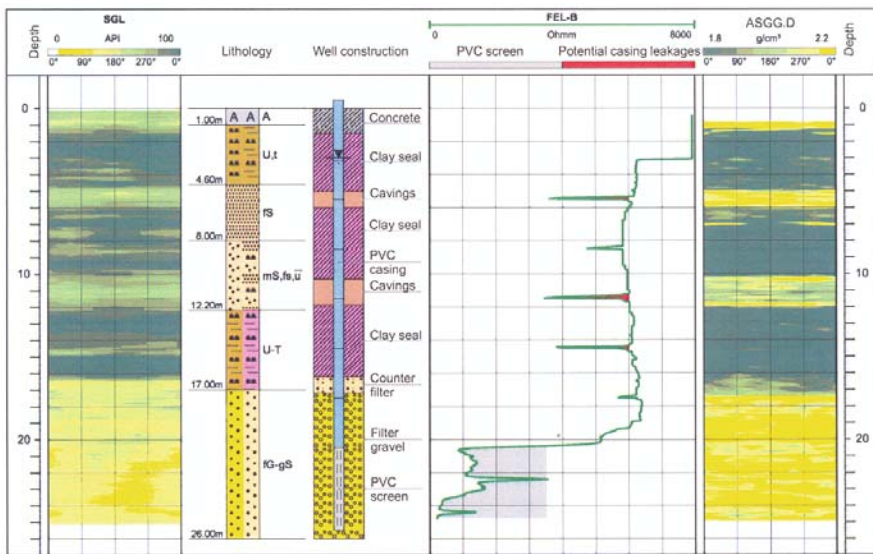 SGL
0 API 100
0° 90° 180° 270° 0°
Depth
Lithology
Well construction
FEL-B
0 Ohmm 8000
PVC screen
Potential casing leakages
ASGG.D
1.8 g/cm³ 2.2
0° 90° 180° 270° 0°
Depth
0
10
20
A A A
1.00m
U,t
4.60m
fS
8.00m
mS,fs,ū
12.20m
U-T
17.00m
fG-gS
26.00m
Concrete
Clay seal
Cavings
Clay seal
PVC
casing
Cavings
Clay seal
Counter
filter
Filter
gravel
PVC
screen
0
10
20